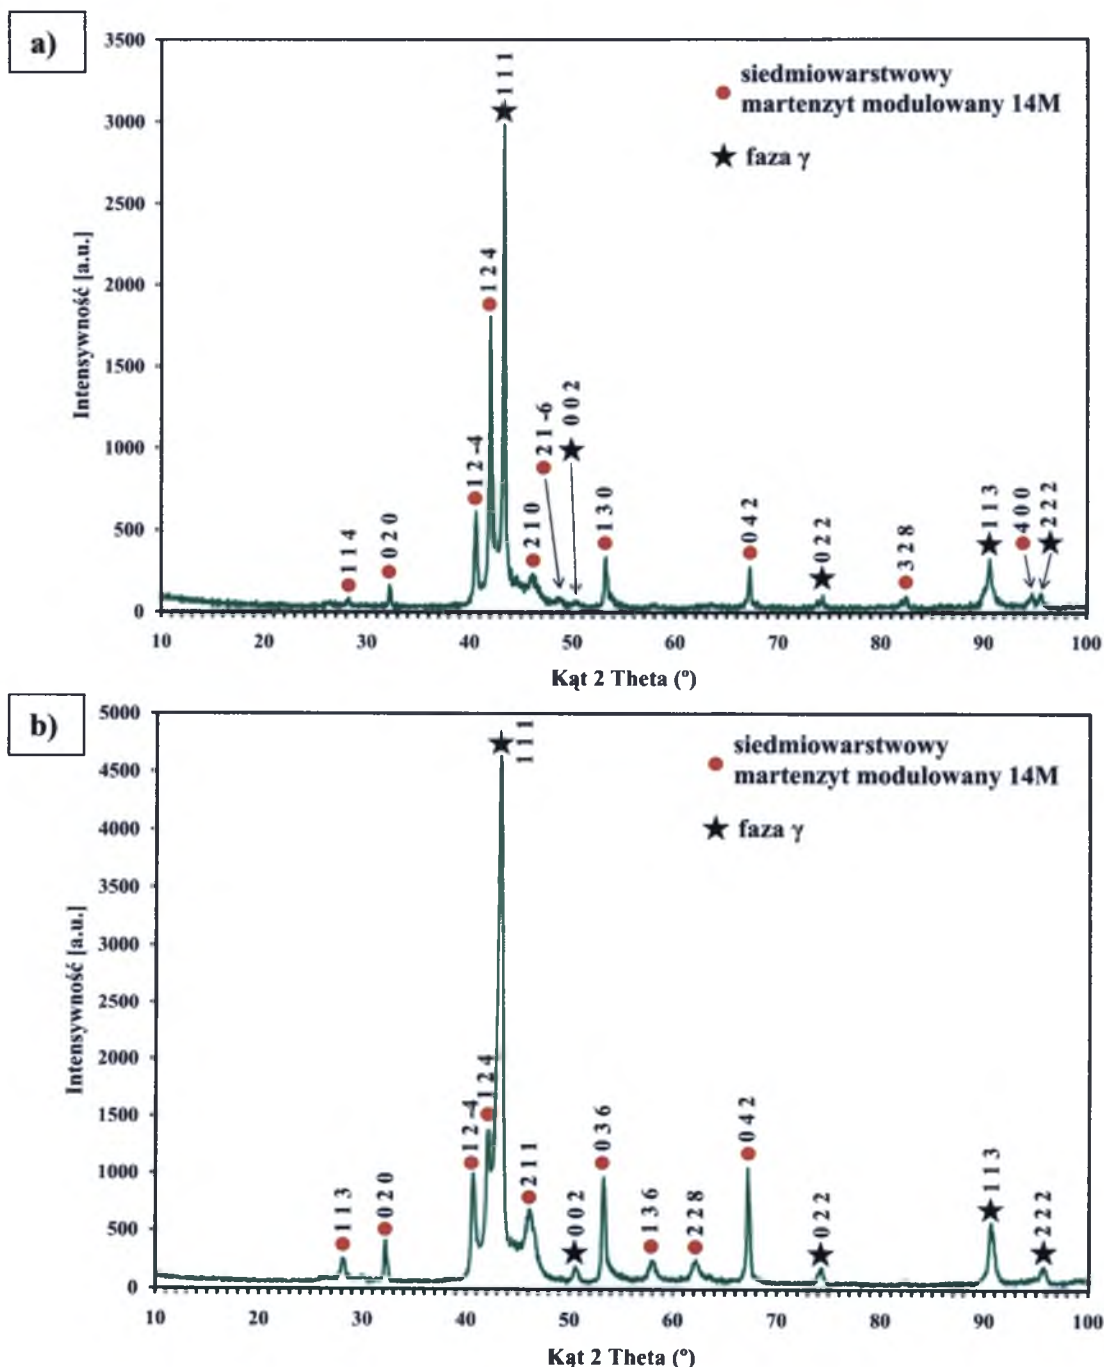 a)
3500
3000
2500
2000
1500
1000
500
0
Intensywność [a.u.]
siedmiowarstwowy
martenzyt modulowany 14M
faza γ
1 1 4
0 2 0
1 2 -4
1 2 4
1 1 1
2 1 0
2 1 -6
0 0 2
1 3 0
0 4 2
0 2 2
3 2 8
1 1 3
4 0 0
2 2 2
10 20 30 40 50 60 70 80 90 100
Kąt 2 Theta (º)
b)
5000
4500
4000
3500
3000
2500
2000
1500
1000
500
0
Intensywność [a.u.]
siedmiowarstwowy
martenzyt modulowany 14M
faza γ
1 1 3
0 2 0
1 2 -4
1 2 4
1 1 1
2 1 1
0 0 2
0 3 6
1 3 6
2 2 8
0 4 2
0 2 2
1 1 3
2 2 2
10 20 30 40 50 60 70 80 90 100
Kąt 2 Theta (º)